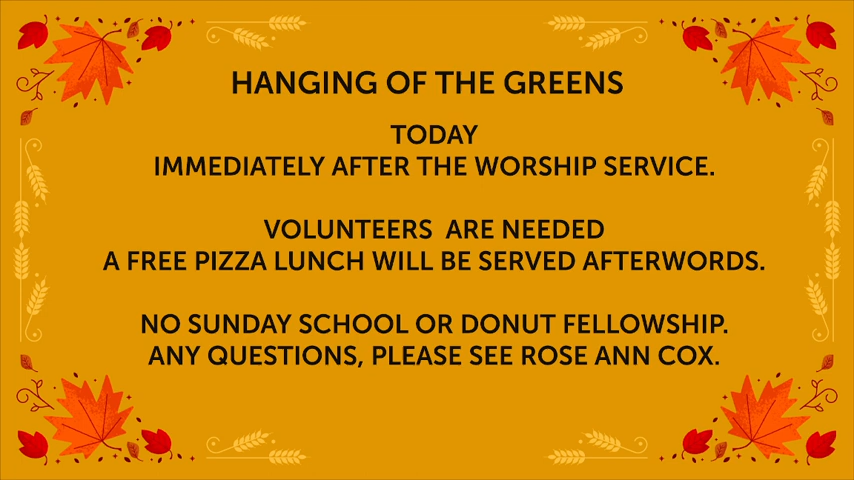 HANGING OF THE GREENS
TODAY
IMMEDIATELY AFTER THE WORSHIP SERVICE.
VOLUNTEERS  ARE NEEDED
A FREE PIZZA LUNCH WILL BE SERVED AFTERWORDS.
NO SUNDAY SCHOOL OR DONUT FELLOWSHIP.
ANY QUESTIONS, PLEASE SEE ROSE ANN COX.